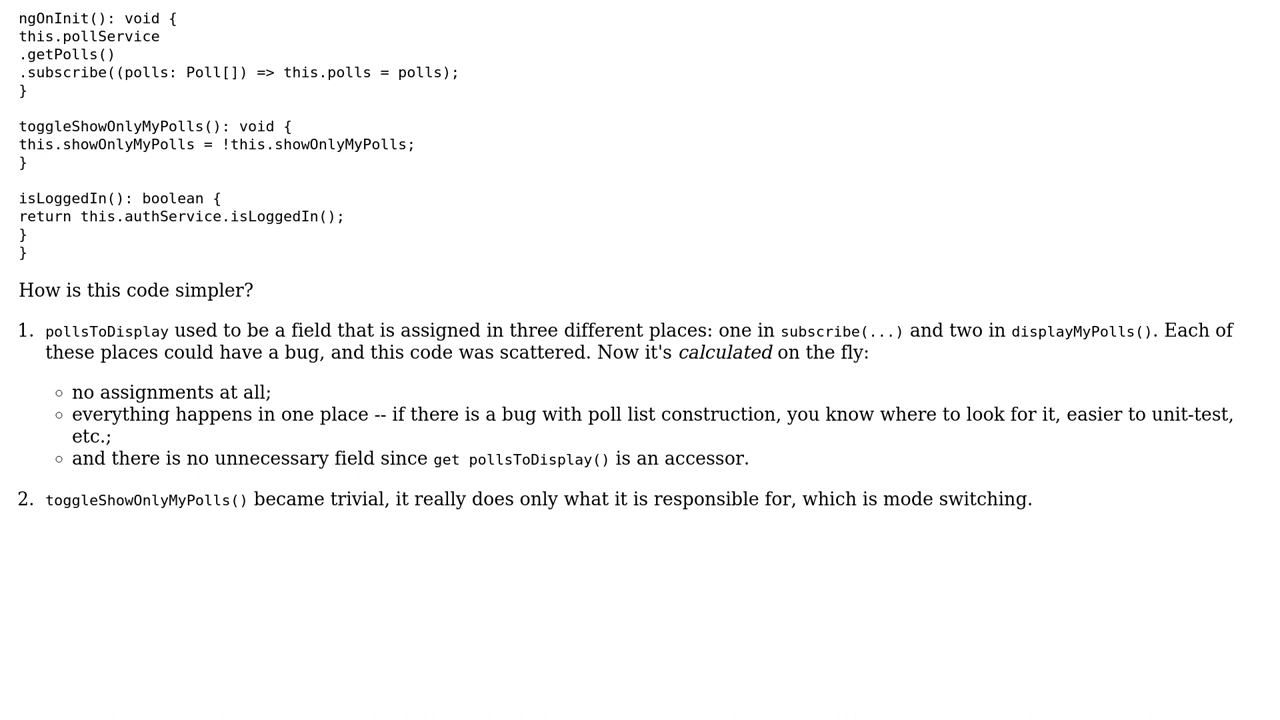 ngOnInit(): void {
this.pollService
.getPolls()
.subscribe((polls: Poll[]) => this.polls = polls);
}
toggleShowOnlyMyPolls(): void {
this.showOnlyMyPolls = !this.showOnlyMyPolls;
}
isLoggedIn(): boolean {
return this.authService.isLoggedIn();
}
}
How is this code simpler?
1. pollsToDisplay used to be a field that is assigned in three different places: one in subscribe(...) and two in displayMyPolls(). Each of
these places could have a bug, and this code was scattered. Now it's calculated on the fly:
◦ no assignments at all;
◦ everything happens in one place -- if there is a bug with poll list construction, you know where to look for it, easier to unit-test,
etc.;
◦ and there is no unnecessary field since get pollsToDisplay() is an accessor.
2. toggleShowOnlyMyPolls() became trivial, it really does only what it is responsible for, which is mode switching.